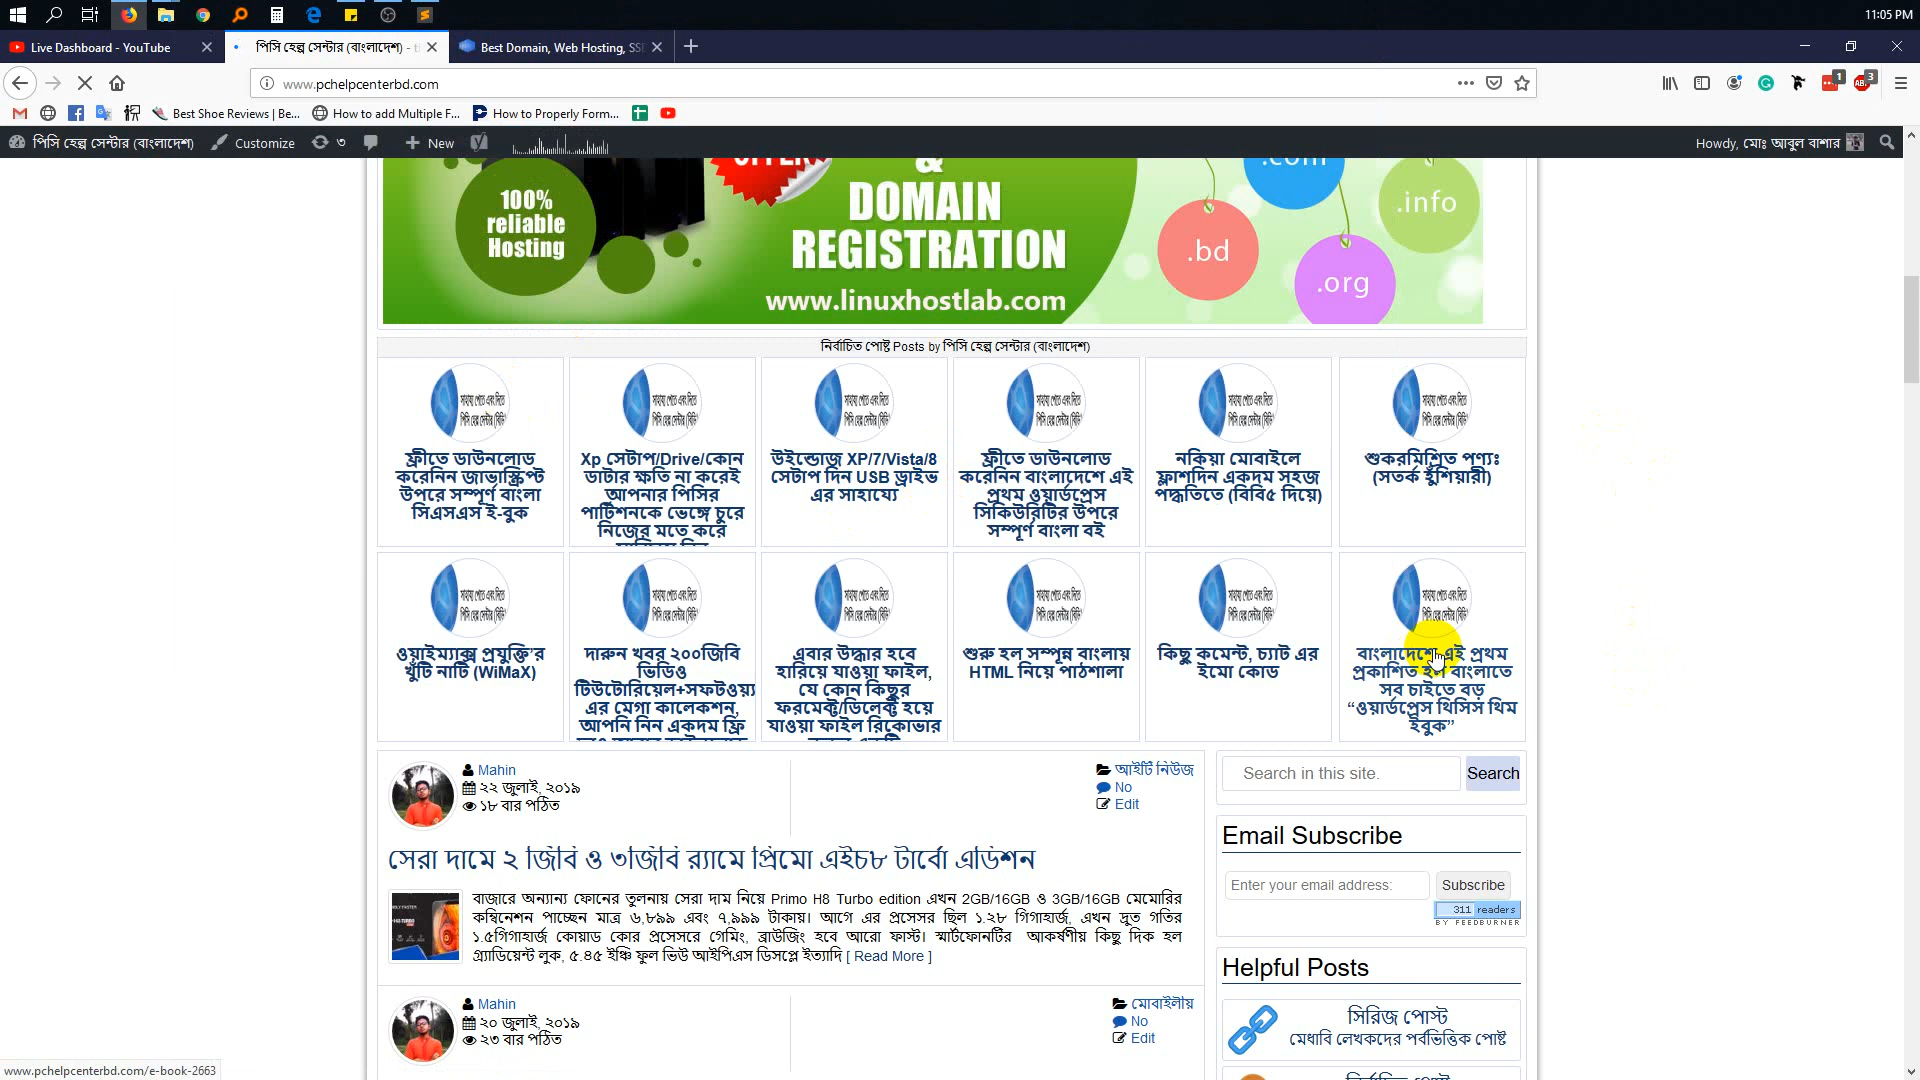 11:05 PM
Live Dashboard - YouTube
পিসি হেল্প সেন্টার (বাংলাদেশ) - ti
Best Domain, Web Hosting, SS
www.pchelpcenterbd.com
1
3
Best Shoe Reviews | Be...
How to add Multiple F...
How to Properly Form...
পিসি হেল্প সেন্টার (বাংলাদেশ)
Customize
৩
New
Howdy, মোঃ আবুল বাশার
OFFER
100%
reliable
Hosting
&
DOMAIN
REGISTRATION
www.linuxhostlab.com
.com
.info
.bd
.org
নির্বাচিত পোষ্ট Posts by পিসি হেল্প সেন্টার (বাংলাদেশ)
ফ্রীতে ডাউনলোড
করেনিন জাভাস্ক্রিপ্ট
উপরে সম্পূর্ণ বাংলা
সিএসএস ই-বুক
Xp সেটাপ/Drive/কোন
ডাটার ক্ষতি না করেই
আপনার পিসির
পার্টিশনকে ভেঙ্গে চুরে
নিজের মতে করে
উইন্ডোজ XP/7/Vista/8
সেটাপ দিন USB ড্রাইভ
এর সাহায্যে
ফ্রীতে ডাউনলোড
করেনিন বাংলাদেশে এই
প্রথম ওয়ার্ডপ্রেস
সিকিউরিটির উপরে
সম্পূর্ণ বাংলা বই
নকিয়া মোবাইলে
ফ্লাশদিন একদম সহজ
পদ্ধতিতে (বিবি৫ দিয়ে)
শুকরমিশ্রিত পণ্যঃ
(সতর্ক হুঁশিয়ারী)
ওয়াইম্যাক্স প্রযুক্তি'র
খুঁটি নাটি (WiMaX)
দারুন খবর ২০০জিবি
ভিডিও
টিউটোরিয়েল+সফটওয়্য
এর মেগা কালেকশন,
আপনি নিন একদম ফ্রি
এবার উদ্ধার হবে
হারিয়ে যাওয়া ফাইল,
যে কোন কিছুর
ফরমেক্ট/ডিলেক্ট হয়ে
যাওয়া ফাইল রিকোভার
শুরু হল সম্পূন্ন বাংলায়
HTML নিয়ে পাঠশালা
কিছু কমেন্ট, চ্যাট এর
ইমো কোড
বাংলাদেশে এই প্রথম
প্রকাশিত হল বাংলাতে
সব চাইতে বড়
“ওয়ার্ডপ্রেস থিসিস থিম
ইবুক”
Mahin
২২ জুলাই, ২০১৯
১৮ বার পঠিত
আইটি নিউজ
No
Edit
সেরা দামে ২ জিবি ও ৩জিবি র‍্যামে প্রিমো এইচ৮ টার্বো এডিশন
বাজারে অন্যান্য ফোনের তুলনায় সেরা দাম নিয়ে Primo H8 Turbo edition এখন 2GB/16GB ও 3GB/16GB মেমোরির
কম্বিনেশন পাচ্ছেন মাত্র ৬,৮৯৯ এবং ৭,৯৯৯ টাকায়। আগে এর প্রসেসর ছিল ১.২৮ গিগাহার্জ, এখন দ্রুত গতির
১.৫গিগাহার্জ কোয়াড কোর প্রসেসরে গেমিং, ব্রাউজিং হবে আরো ফাস্ট। স্মার্টফোনটির আকর্ষণীয় কিছু দিক হল
গ্র্যাডিয়েন্ট লুক, ৫.৪৫ ইঞ্চি ফুল ভিউ আইপিএস ডিসপ্লে ইত্যাদি [ Read More ]
Mahin
২০ জুলাই, ২০১৯
২৩ বার পঠিত
মোবাইলীয়
No
Edit
Search in this site.
Search
Email Subscribe
Enter your email address:
Subscribe
311 readers
BY FEEDBURNER
Helpful Posts
সিরিজ পোস্ট
মেধাবি লেখকদের পর্বভিত্তিক পোষ্ট
www.pchelpcenterbd.com/e-book-2663